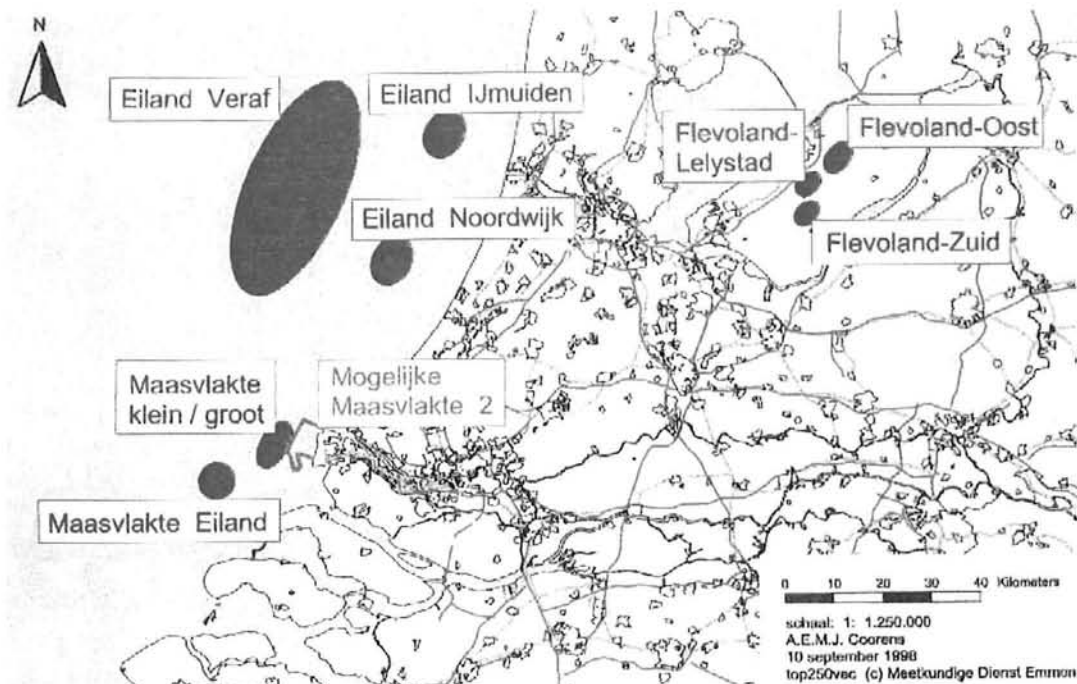 N
Eiland Veraf
Eiland IJmuiden
Flevoland-
Lelystad
Flevoland-Oost
Eiland Noordwijk
Flevoland-Zuid
Maasvlakte
klein / groot
Mogelijke
Maasvlakte 2
Maasvlakte Eiland
0 10 20 30 40 Kilometers
schaal: 1: 1.250.000
A.E.M.J. Coorens
10 september 1998
top250vec (c) Meetkundige Dienst Emmen